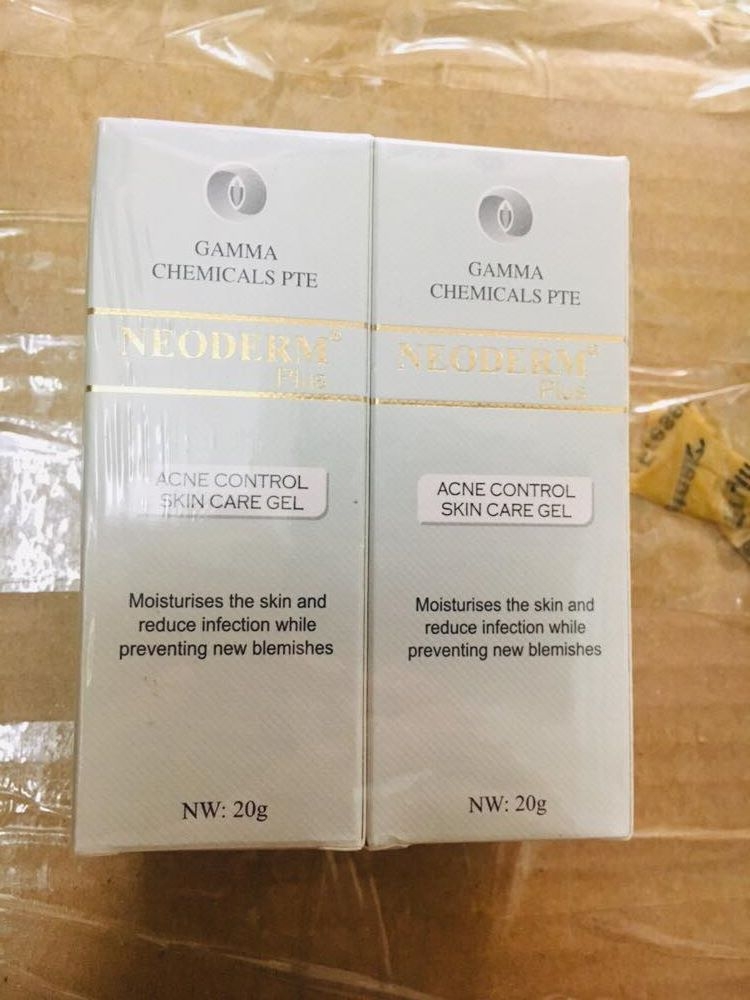 GAMMA
CHEMICALS PTE
NEODERM®
Plus
ACNE CONTROL
SKIN CARE GEL
Moisturises the skin and
reduce infection while
preventing new blemishes
NW: 20g
GAMMA
CHEMICALS PTE
NEODERM®
Plus
ACNE CONTROL
SKIN CARE GEL
Moisturises the skin and
reduce infection while
preventing new blemishes
NW: 20g